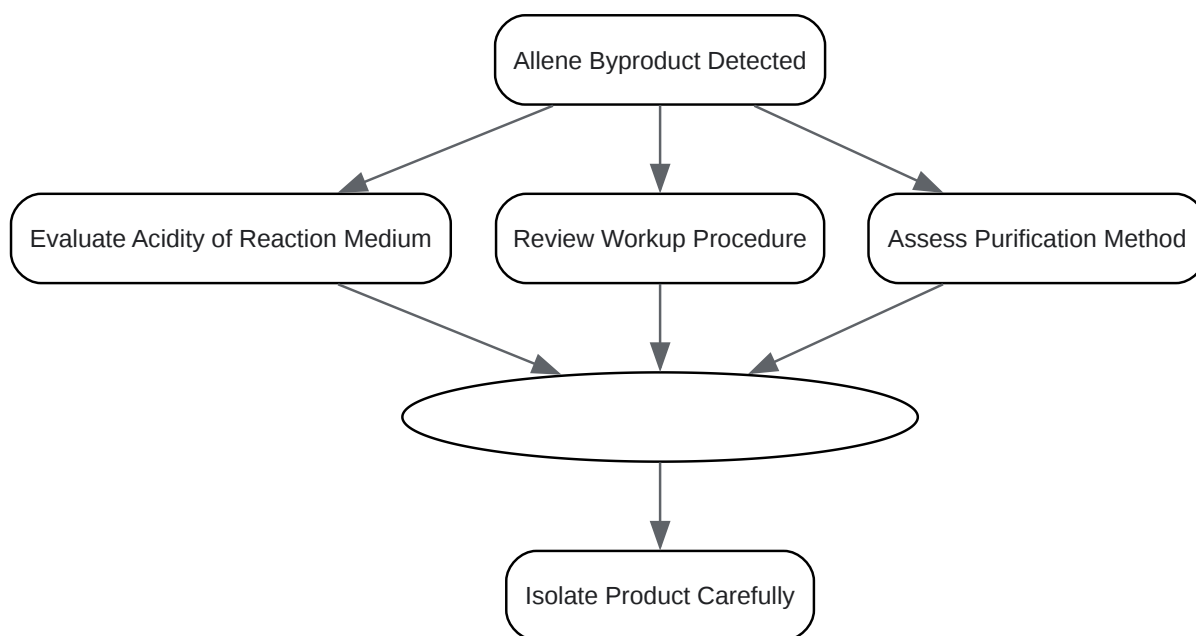 Allene Byproduct Detected
Evaluate Acidity of Reaction Medium
Review Workup Procedure
Assess Purification Method
Isolate Product Carefully